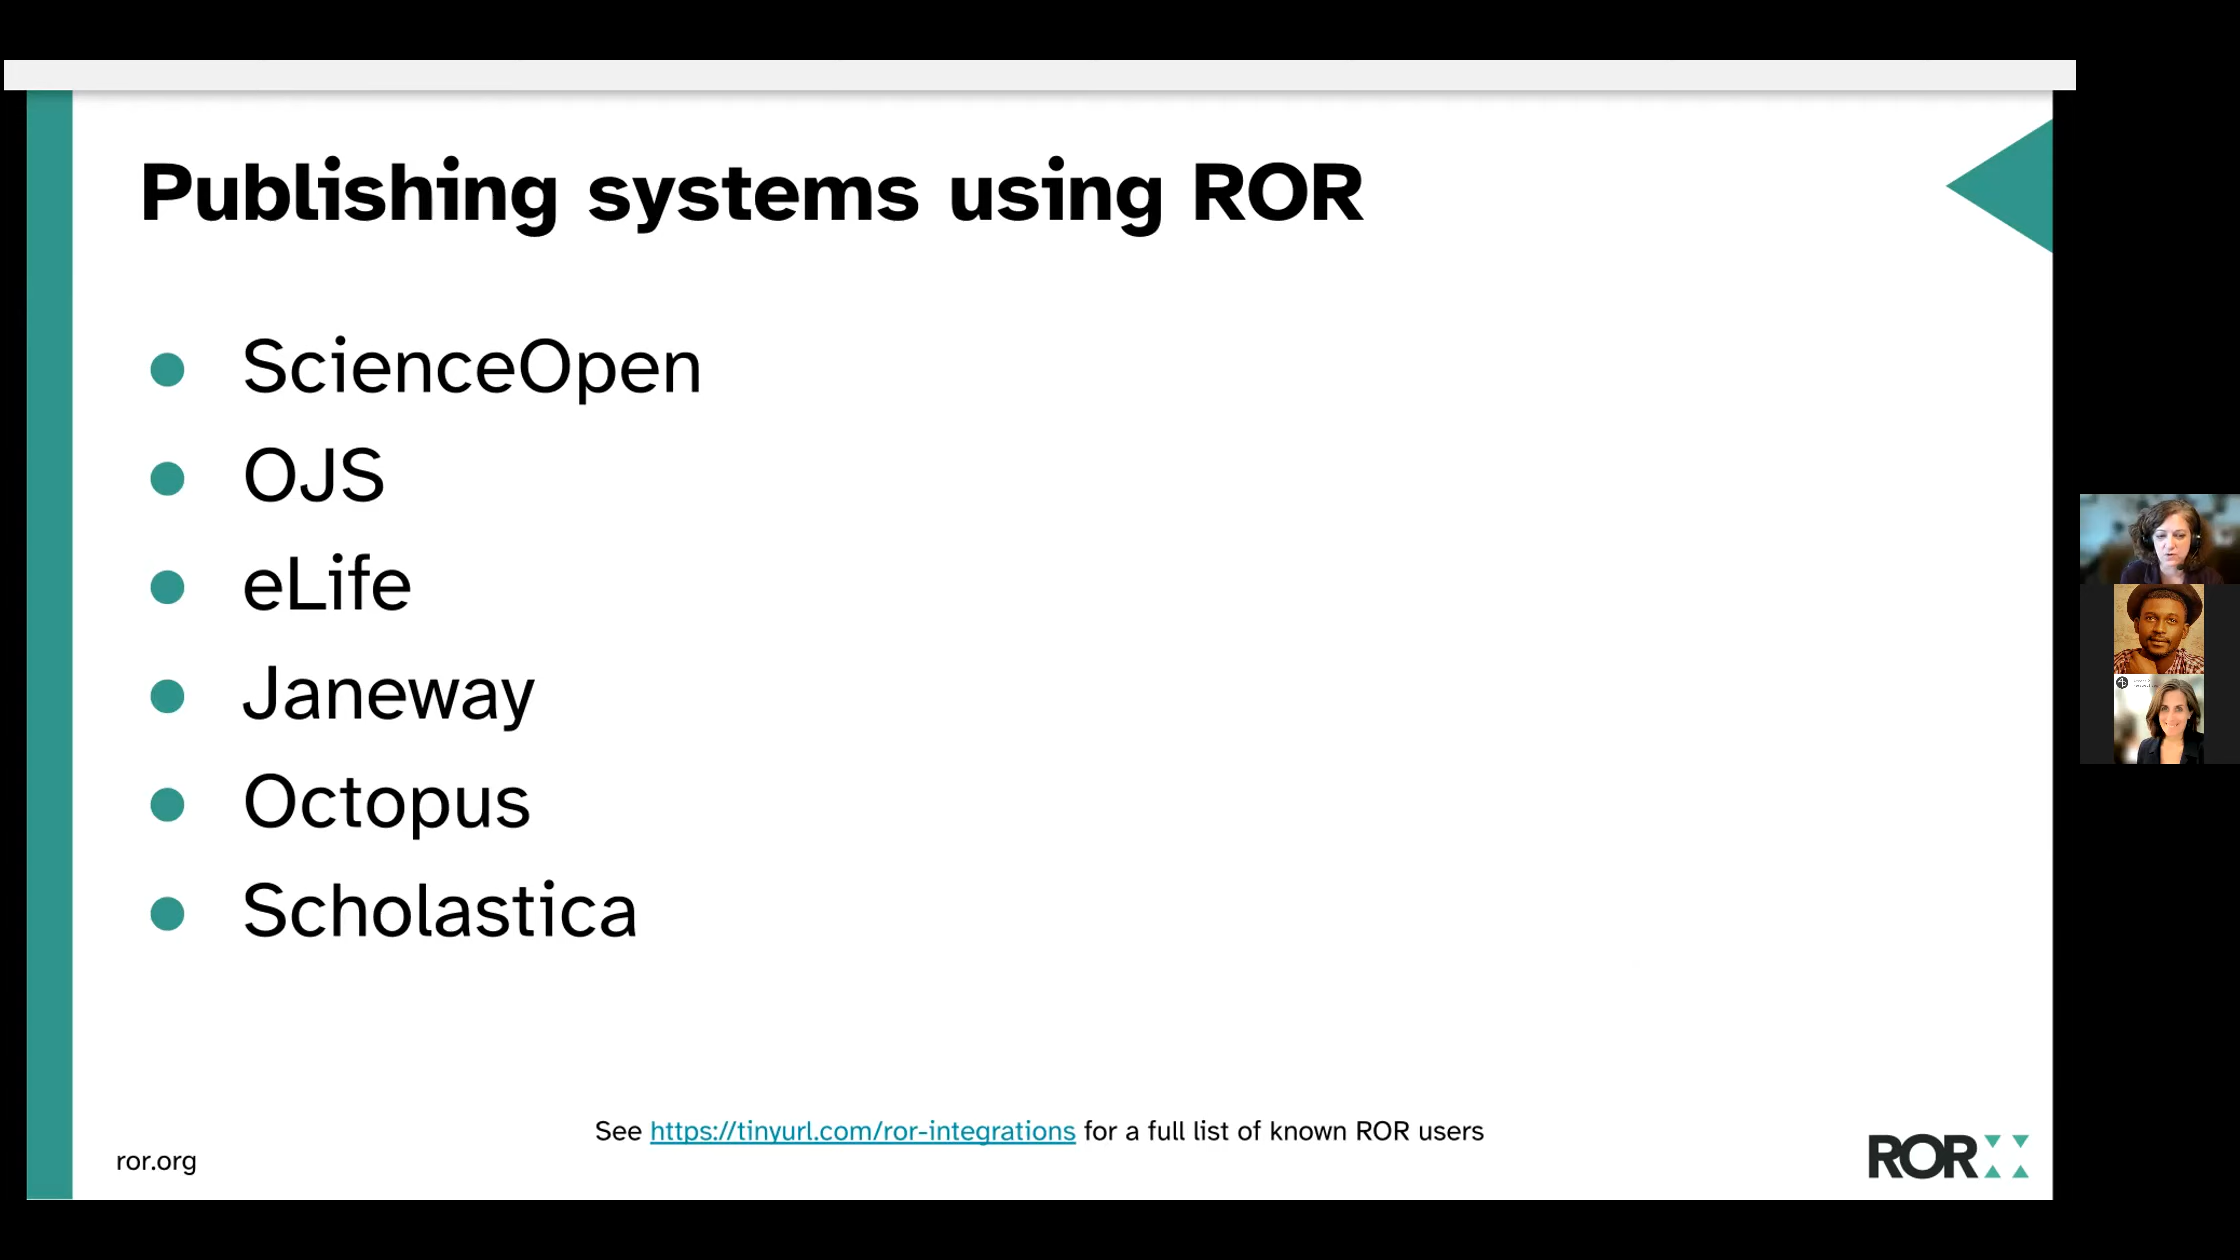 Publishing systems using ROR
ScienceOpen
OJS
eLife
Janeway
Octopus
Scholastica
See https://tinyurl.com/ror-integrations for a full list of known ROR users
ror.org
ROR